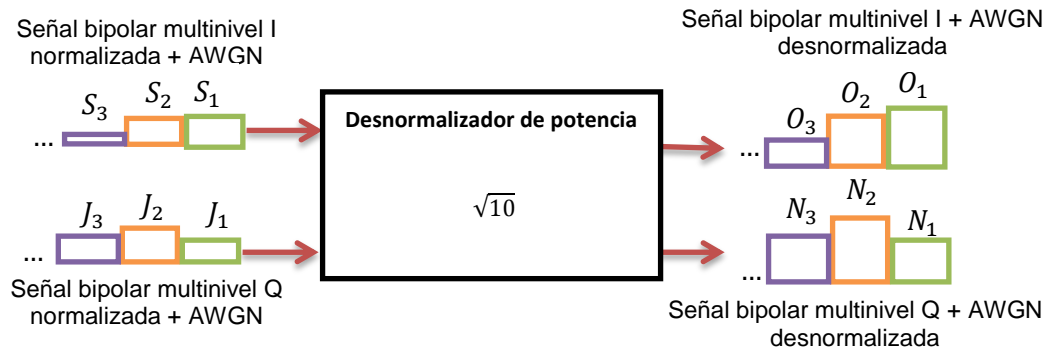 Señal bipolar multinivel I
normalizada + AWGN
S₃ S₂ S₁
...
J₃ J₂ J₁
...
Señal bipolar multinivel Q
normalizada + AWGN
Desnormalizador de potencia
√10
Señal bipolar multinivel I + AWGN
desnormalizada
O₃ O₂ O₁
...
N₃ N₂ N₁
...
Señal bipolar multinivel Q + AWGN
desnormalizada